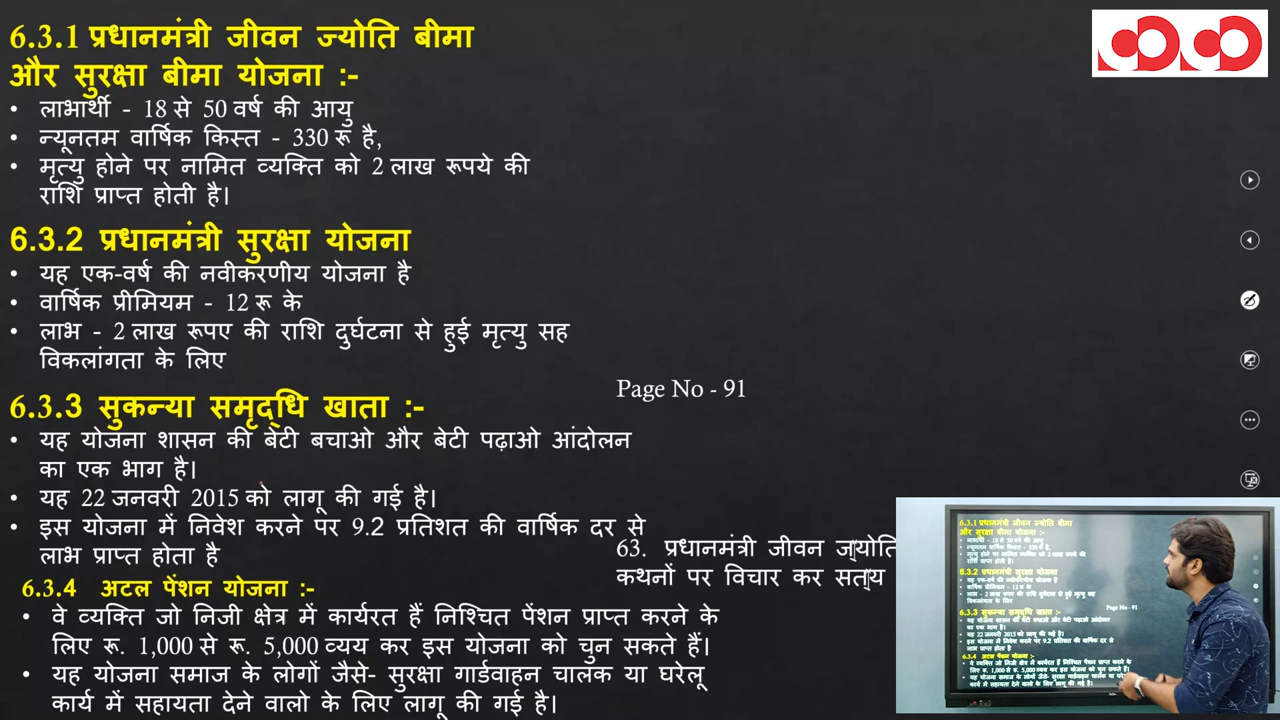 6.3.1 प्रधानमंत्री जीवन ज्योति बीमा
और सुरक्षा बीमा योजना :-
• लाभार्थी - 18 से 50 वर्ष की आयु
• न्यूनतम वार्षिक किस्त - 330 रू है,
• मृत्यु होने पर नामित व्यक्ति को 2 लाख रूपये की
राशि प्राप्त होती है।
6.3.2 प्रधानमंत्री सुरक्षा योजना
• यह एक-वर्ष की नवीकरणीय योजना है
• वार्षिक प्रीमियम - 12 रू के
• लाभ - 2 लाख रूपए की राशि दुर्घटना से हुई मृत्यु सह
विकलांगता के लिए
6.3.3 सुकन्या समृद्धि खाता :-
• यह योजना शासन की बेटी बचाओ और बेटी पढ़ाओ आंदोलन
का एक भाग है।
• यह 22 जनवरी 2015 को लागू की गई है।
• इस योजना में निवेश करने पर 9.2 प्रतिशत की वार्षिक दर से
लाभ प्राप्त होता है
6.3.4 अटल पेंशन योजना :-
• वे व्यक्ति जो निजी क्षेत्र में कार्यरत हैं निश्चित पेंशन प्राप्त करने के
लिए रू. 1,000 से रू. 5,000 व्यय कर इस योजना को चुन सकते हैं।
• यह योजना समाज के लोगों जैसे- सुरक्षा गार्डवाहन चालक या घरेलू
कार्य में सहायता देने वालो के लिए लागू की गई है।
Page No - 91
63. प्रधानमंत्री जीवन ज्योति
कथनों पर विचार कर सत्य